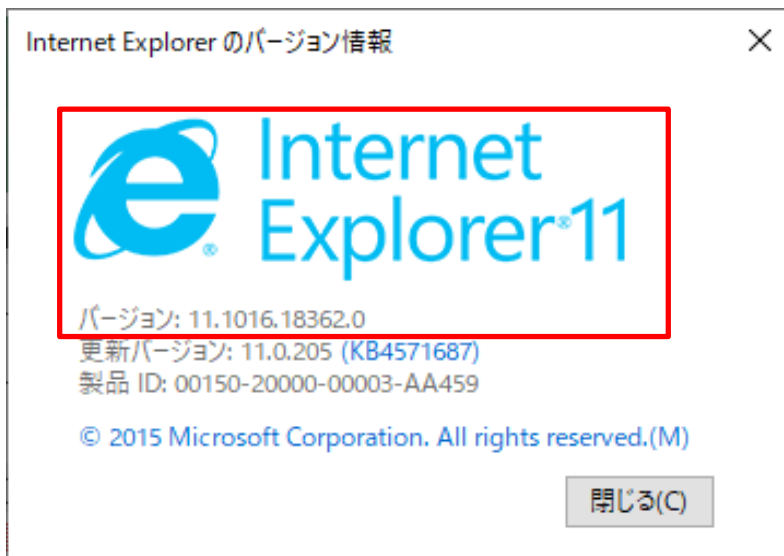 Internet Explorer のバージョン情報
Internet
Explorer®11
バージョン: 11.1016.18362.0
更新バージョン: 11.0.205 (KB4571687)
製品 ID: 00150-20000-00003-AA459
© 2015 Microsoft Corporation. All rights reserved.(M)
閉じる(C)